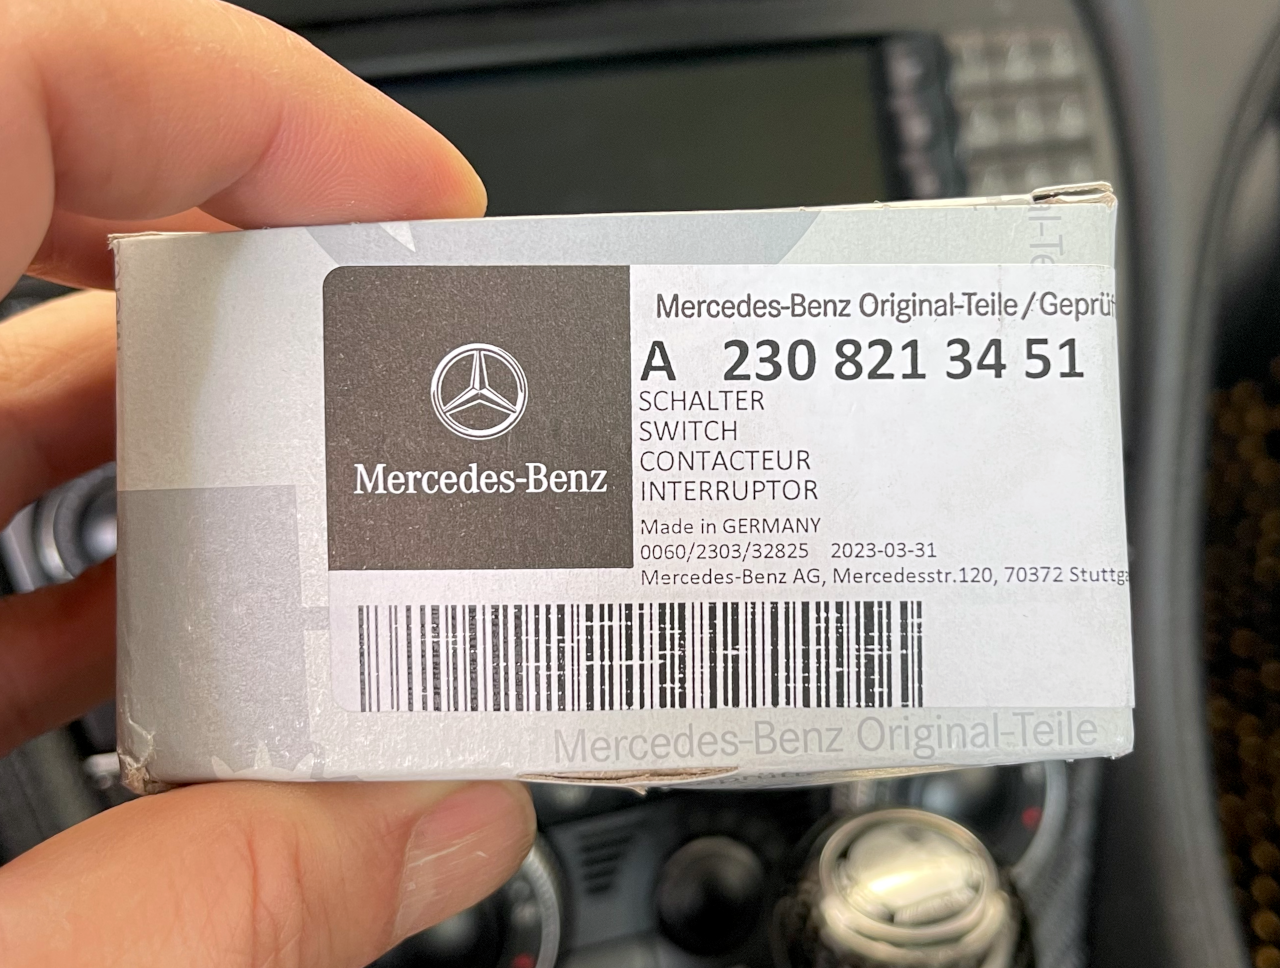 Mercedes-Benz
Mercedes-Benz Original-Teile/Geprüf
A 230 821 34 51
SCHALTER
SWITCH
CONTACTEUR
INTERRUPTOR
Made in GERMANY
0060/2303/32825 2023-03-31
Mercedes-Benz AG, Mercedesstr.120, 70372 Stuttga
Mercedes-Benz Original-Teile